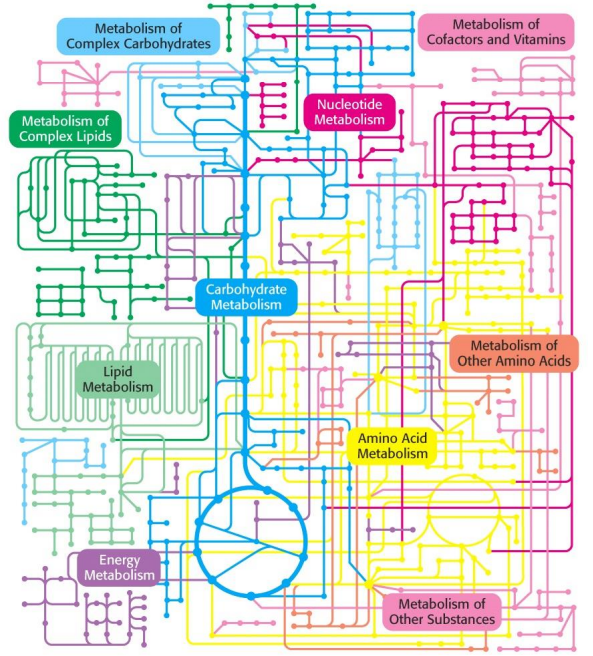 Metabolism of
Complex Carbohydrates
Metabolism of
Cofactors and Vitamins
Nucleotide
Metabolism
Metabolism of
Complex Lipids
Carbohydrate
Metabolism
Metabolism of
Other Amino Acids
Lipid
Metabolism
Amino Acid
Metabolism
Energy
Metabolism
Metabolism of
Other Substances